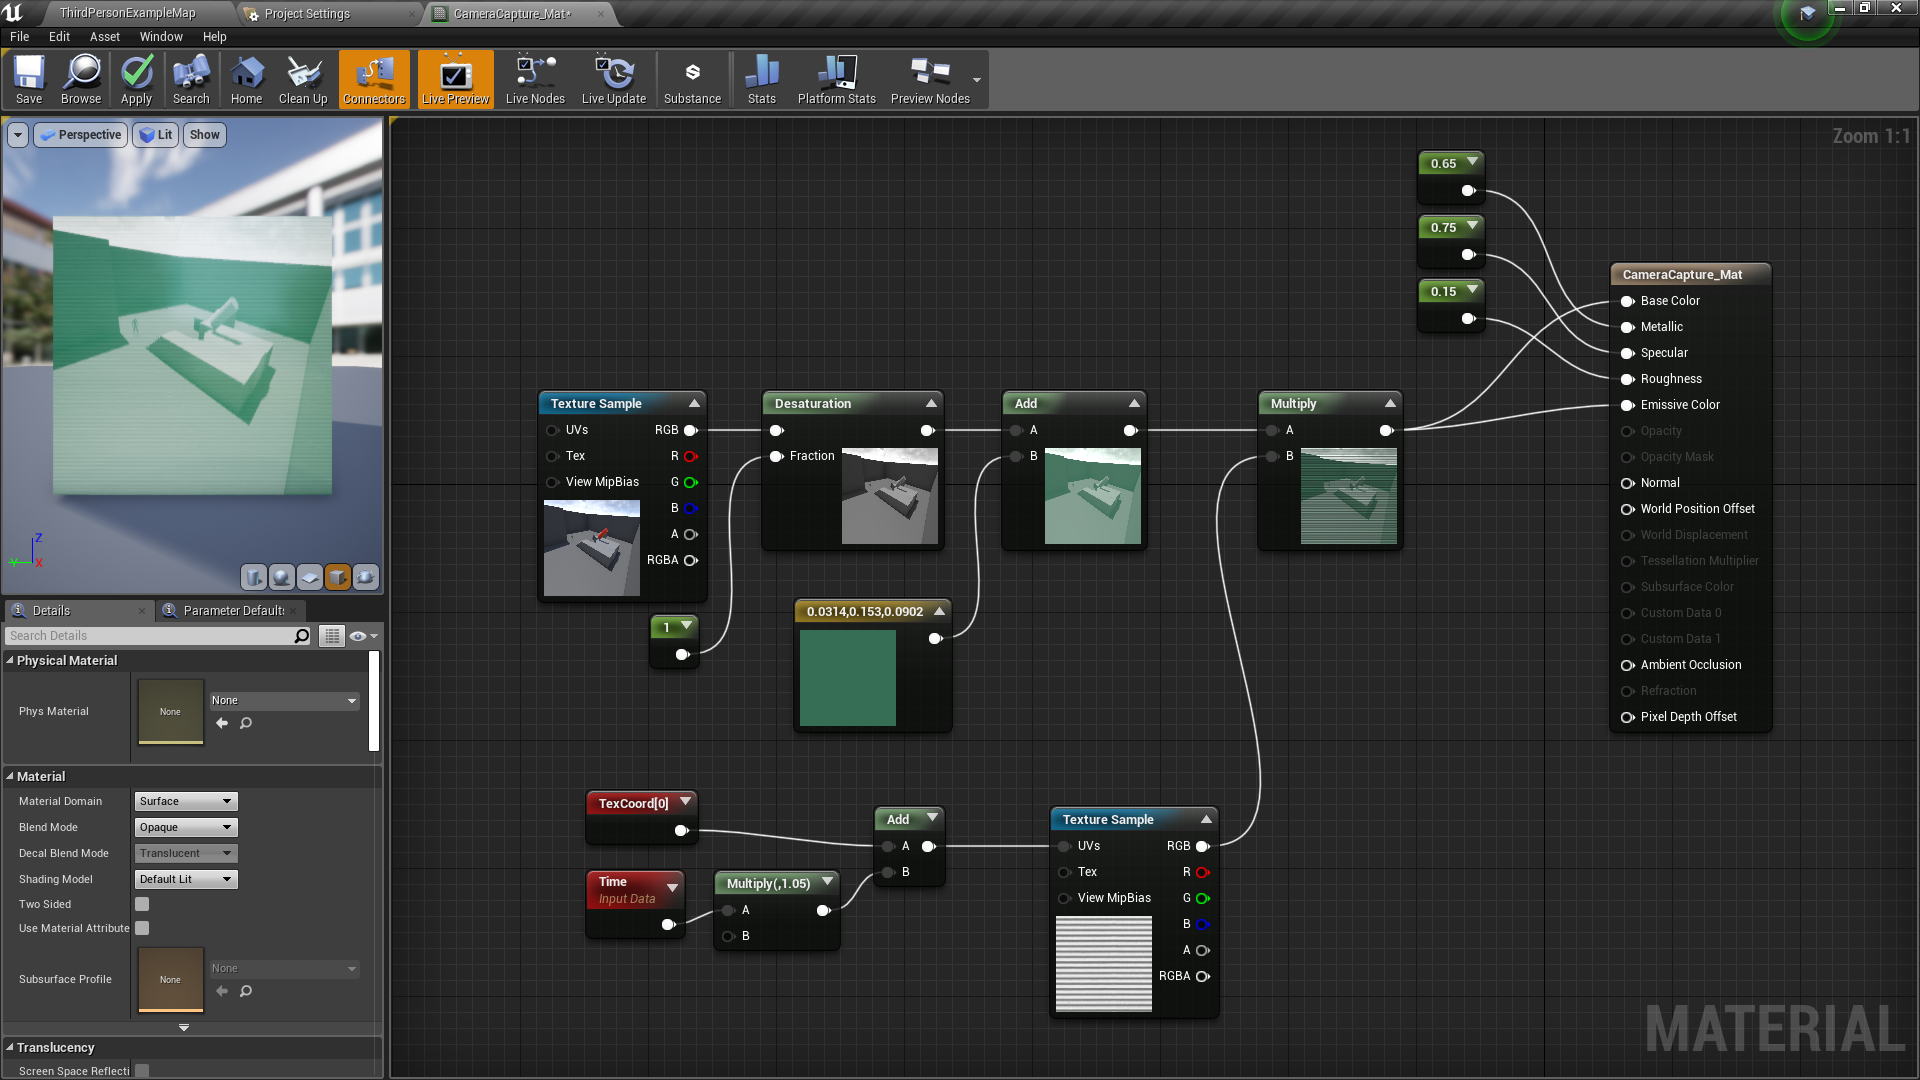 ThirdPersonExampleMap
Project Settings
CameraCapture_Mat*
File Edit Asset Window Help
Save Browse Apply Search Home Clean Up Connectors Live Preview Live Nodes Live Update Substance Stats Platform Stats Preview Nodes
Perspective Lit Show
Zoom 1:1
0.65
0.75
0.15
CameraCapture_Mat
Base Color
Metallic
Specular
Roughness
Emissive Color
Opacity
Opacity Mask
Normal
World Position Offset
World Displacement
Tessellation Multiplier
Subsurface Color
Custom Data 0
Custom Data 1
Ambient Occlusion
Refraction
Pixel Depth Offset
Texture Sample
UVs RGB
Tex R
View MipBias G
B
A
RGBA
1
Desaturation
Fraction
Add
A
B
Multiply
A
B
0.0314,0.153,0.0902
Z
Y
X
Details
Parameter Default
Search Details
Physical Material
Phys Material
None
None
Material
Material Domain Surface
Blend Mode Opaque
Decal Blend Mode Translucent
Shading Model Default Lit
Two Sided
Use Material Attribute
Subsurface Profile
None
None
Translucency
Screen Space Reflecti
TexCoord[0]
Time
Input Data
Multiply(,1.05)
A
B
Add
A
B
Texture Sample
UVs RGB
Tex R
View MipBias G
B
A
RGBA
MATERIAL